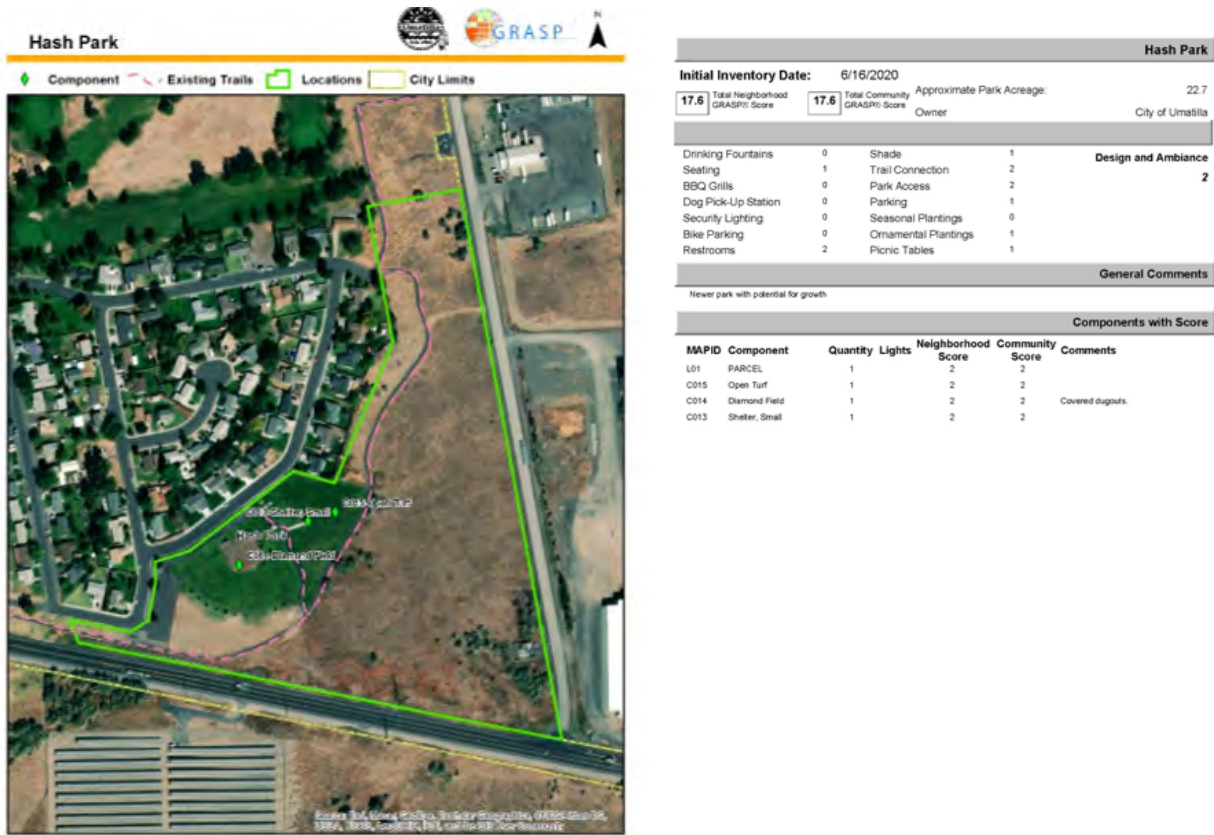 Hash Park
Umatilla
GRASP
N
Component Existing Trails Locations City Limits
C015-Open Turf
C013-Shelter, Small
Hash Park
C014-Diamond Field
Hash Park
Initial Inventory Date: 6/16/2020
17.6 Total Neighborhood GRASP® Score 17.6 Total Community GRASP® Score Approximate Park Acreage: 22.7
Owner City of Umatilla
Drinking Fountains 0 Shade 1 Design and Ambiance
Seating 1 Trail Connection 2 2
BBQ Grills 0 Park Access 2
Dog Pick-Up Station 0 Parking 1
Security Lighting 0 Seasonal Plantings 0
Bike Parking 0 Ornamental Plantings 1
Restrooms 2 Picnic Tables 1
General Comments
Newer park with potential for growth
Components with Score
MAPID Component Quantity Lights Neighborhood Score Community Score Comments
L01 PARCEL 1 2 2
C015 Open Turf 1 2 2
C014 Diamond Field 1 2 2 Covered dugouts.
C013 Shelter, Small 1 2 2